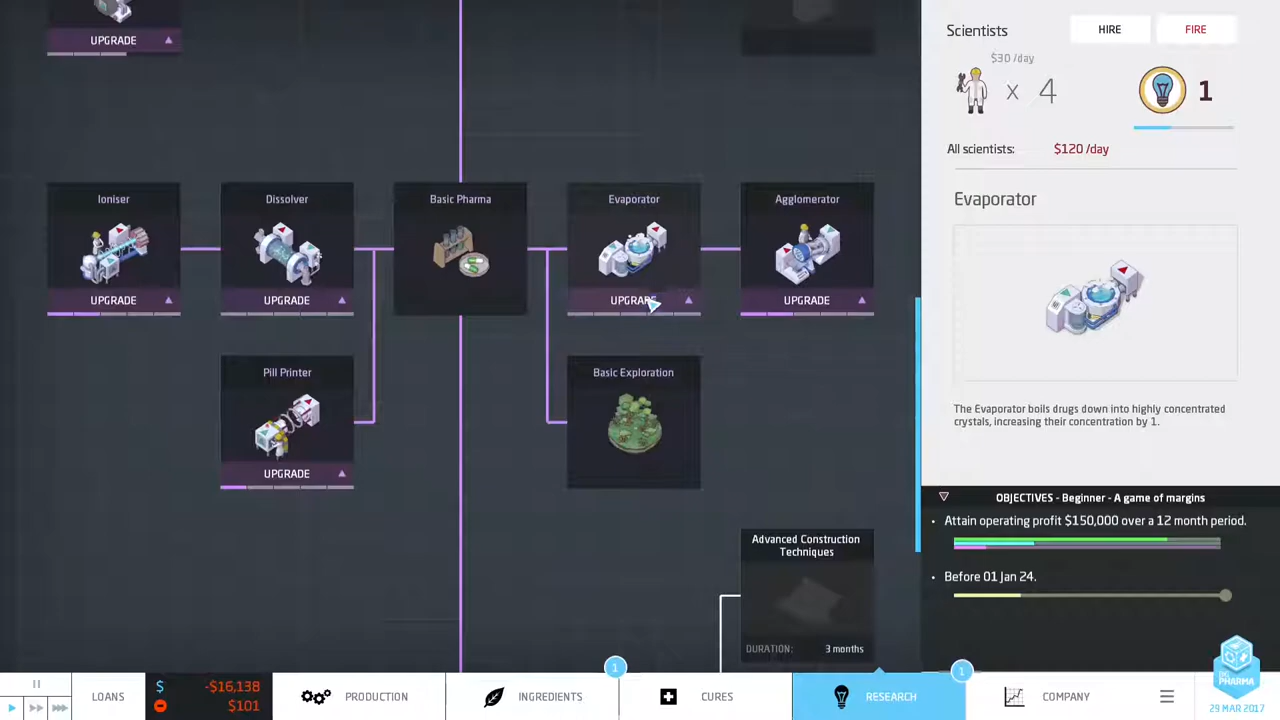 UPGRADE
Scientists
HIRE
FIRE
$30 /day
x 4
1
All scientists: $120 /day
Ioniser
Dissolver
Basic Pharma
Evaporator
Agglomerator
UPGRADE
UPGRADE
UPGRADE
UPGRADE
Evaporator
The Evaporator boils drugs down into highly concentrated
crystals, increasing their concentration by 1.
Pill Printer
UPGRADE
Basic Exploration
Advanced Construction
Techniques
DURATION: 3 months
OBJECTIVES - Beginner - A game of margins
Attain operating profit $150,000 over a 12 month period.
Before 01 Jan 24.
LOANS
$ -$16,138
$101
PRODUCTION
1
INGREDIENTS
CURES
RESEARCH
1
COMPANY
BIG
PHARMA
29 MAR 2017